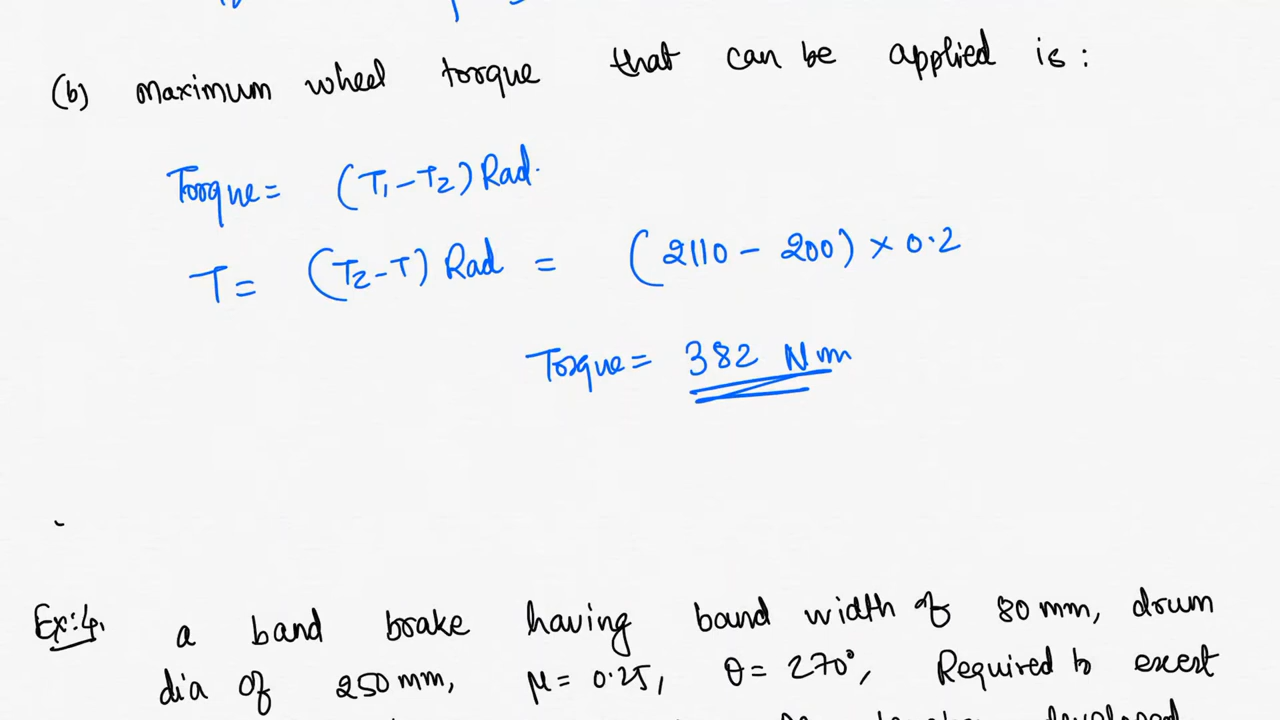 (b) maximum wheel torque that can be applied is:
Torque = (T₁ - T₂) Rad.
T = (T₂ - T) Rad = (2110 - 200) × 0.2
Torque = 382 Nm
Ex:4. a band brake having band width of 80 mm, drum
dia of 250 mm, μ = 0.25, θ = 270°, Required to exert